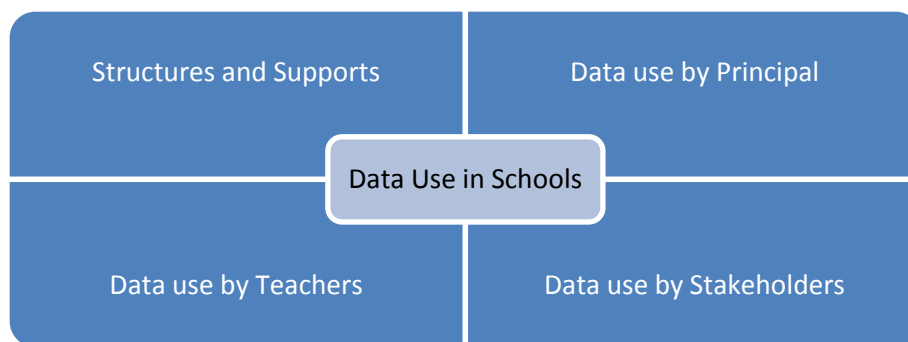 Structures and Supports
Data use by Principal
Data Use in Schools
Data use by Teachers
Data use by Stakeholders